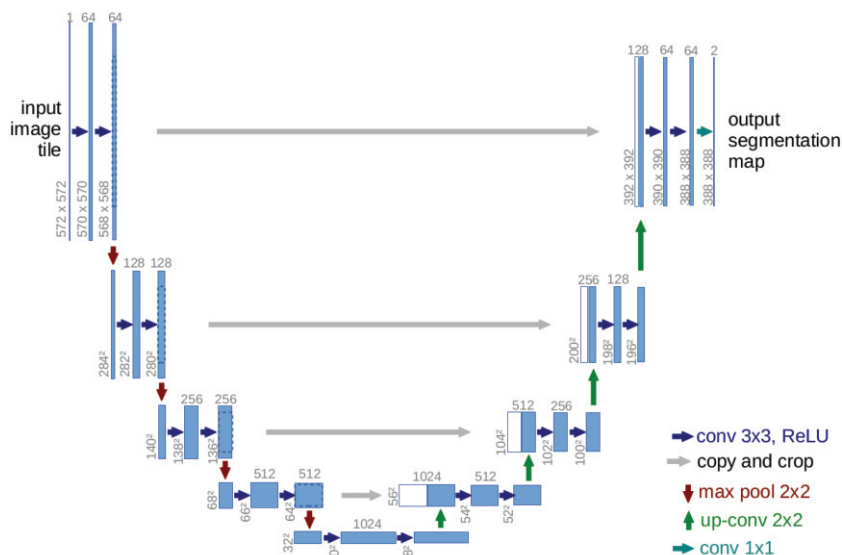 1 64 64
128 64 64 2
input
image
tile
output
segmentation
map
572 x 572
570 x 570
568 x 568
392 x 392
390 x 390
388 x 388
388 x 388
128 128
256 128
284²
282²
280²
200²
198²
196²
256 256
512 256
140²
138²
136²
104²
102²
100²
conv 3x3, ReLU
copy and crop
max pool 2x2
up-conv 2x2
conv 1x1
512 512
1024 512
68²
66²
64²
56²
54²
52²
1024
32²